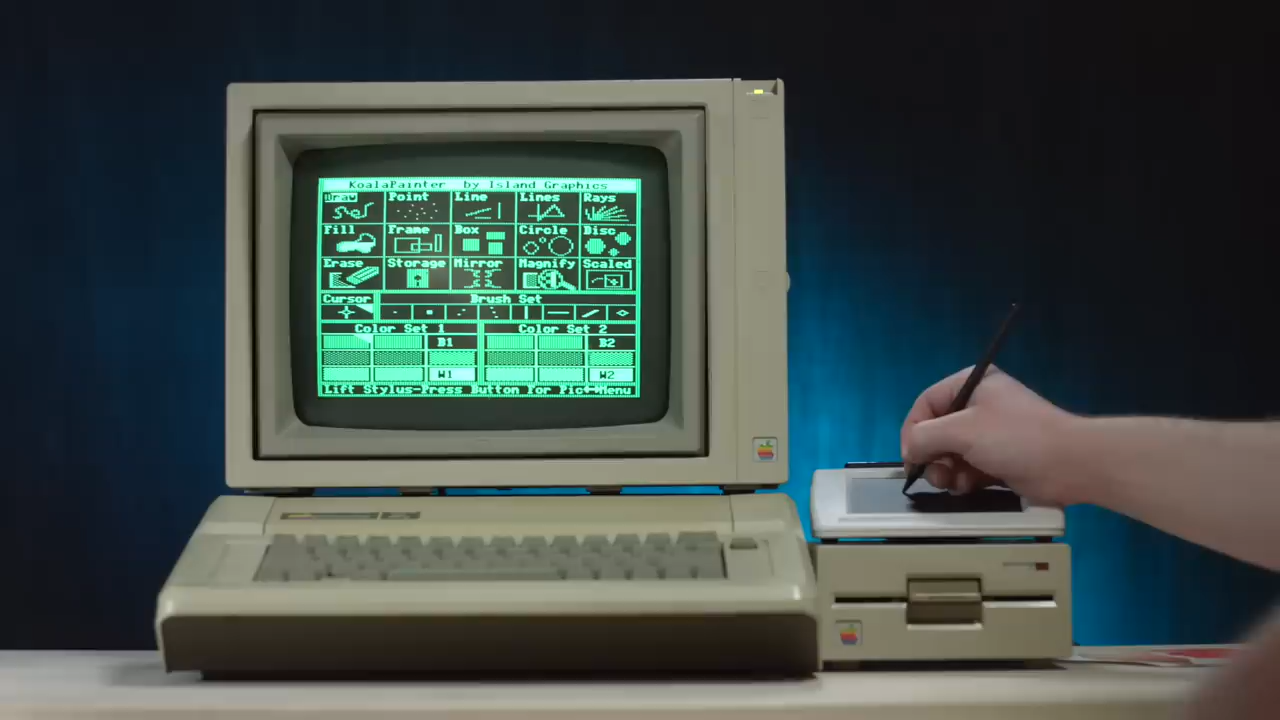 KoalaPainter by Island Graphics
Draw Point Line Lines Rays
Fill Frame Box Circle Disc
Erase Storage Mirror Magnify Scaled
Cursor Brush Set
Color Set 1 Color Set 2
B1 B2
W1 W2
Lift Stylus-Press Button for Pic↔Menu